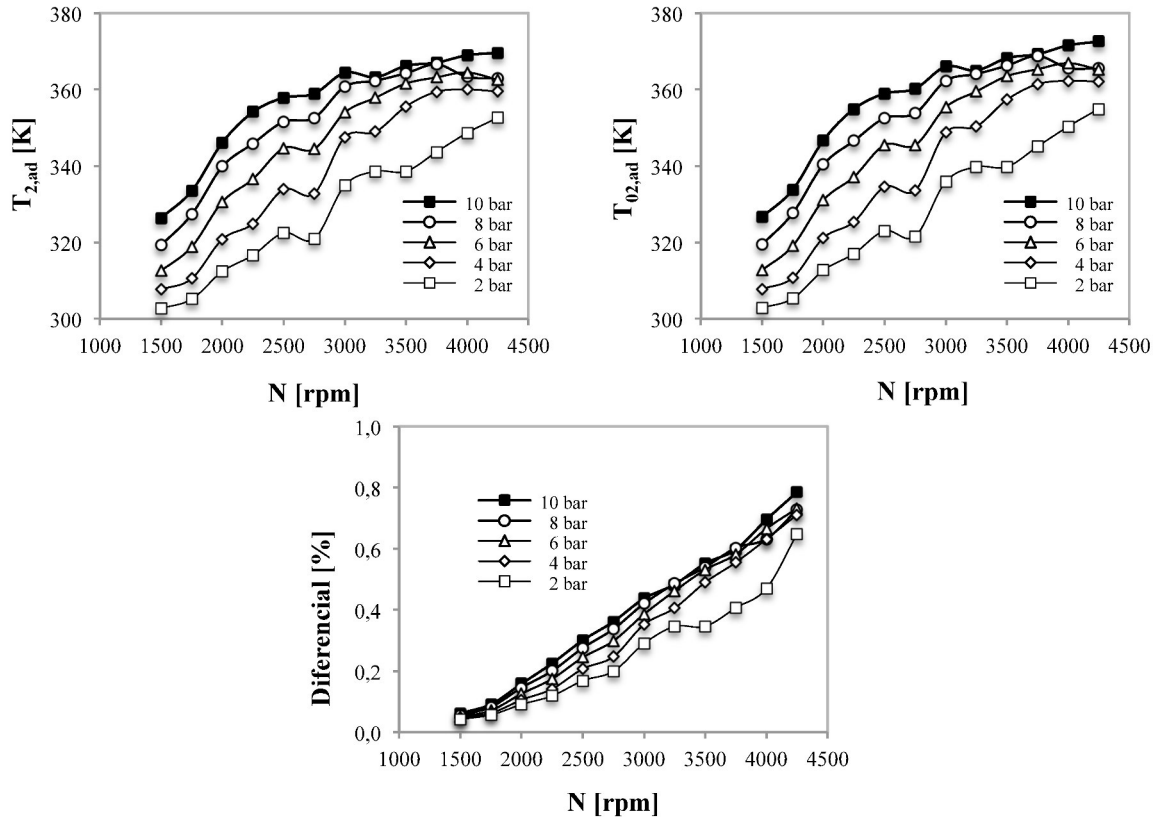 T2,ad [K]
380
360
340
320
300
10 bar
8 bar
6 bar
4 bar
2 bar
1000 1500 2000 2500 3000 3500 4000 4500
N [rpm]
T02,ad [K]
380
360
340
320
300
10 bar
8 bar
6 bar
4 bar
2 bar
1000 1500 2000 2500 3000 3500 4000 4500
N [rpm]
Diferencial [%]
1,0
0,8
0,6
0,4
0,2
0,0
10 bar
8 bar
6 bar
4 bar
2 bar
1000 1500 2000 2500 3000 3500 4000 4500
N [rpm]